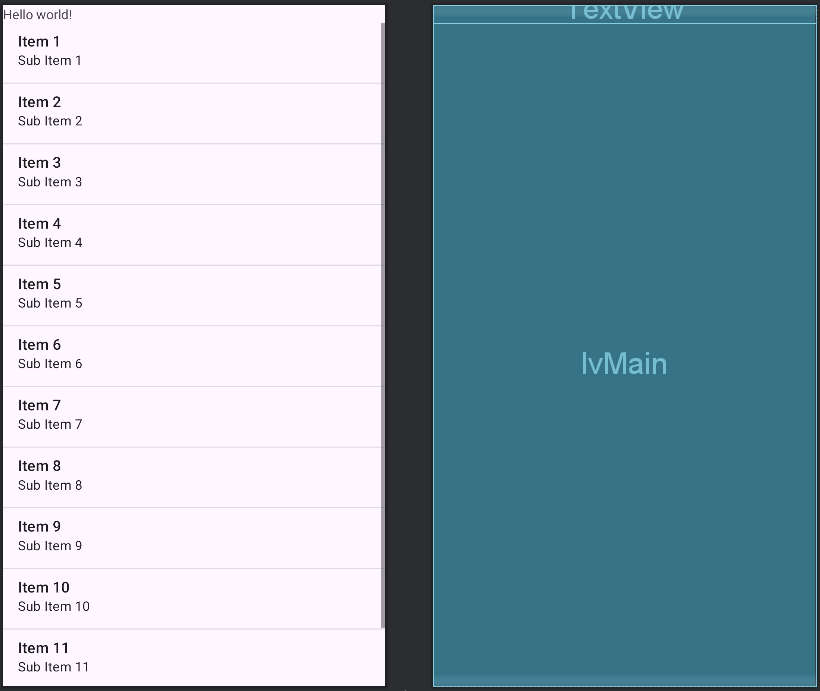 Hello world!
Item 1
Sub Item 1
Item 2
Sub Item 2
Item 3
Sub Item 3
Item 4
Sub Item 4
Item 5
Sub Item 5
Item 6
Sub Item 6
Item 7
Sub Item 7
Item 8
Sub Item 8
Item 9
Sub Item 9
Item 10
Sub Item 10
Item 11
Sub Item 11
TextView
lvMain